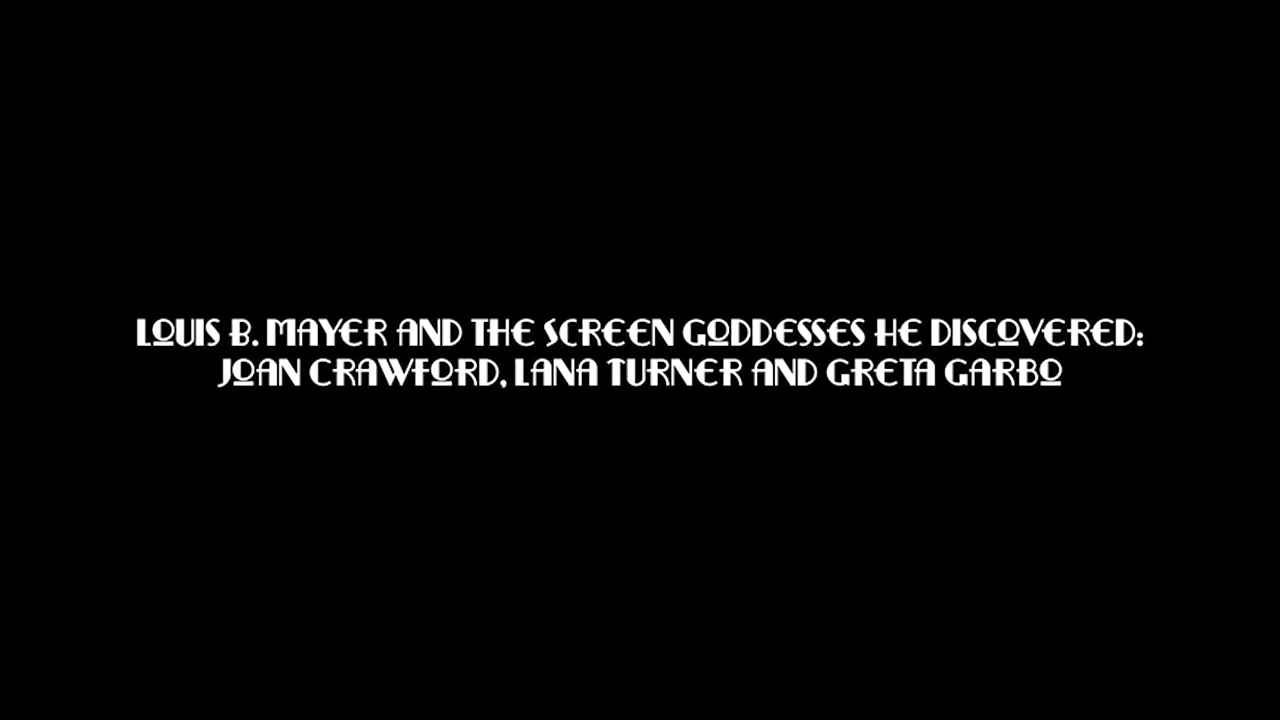 LOUIS B. MAYER AND THE SCREEN GODDESSES HE DISCOVERED:
JOAN CRAWFORD, LANA TURNER AND GRETA GARBO